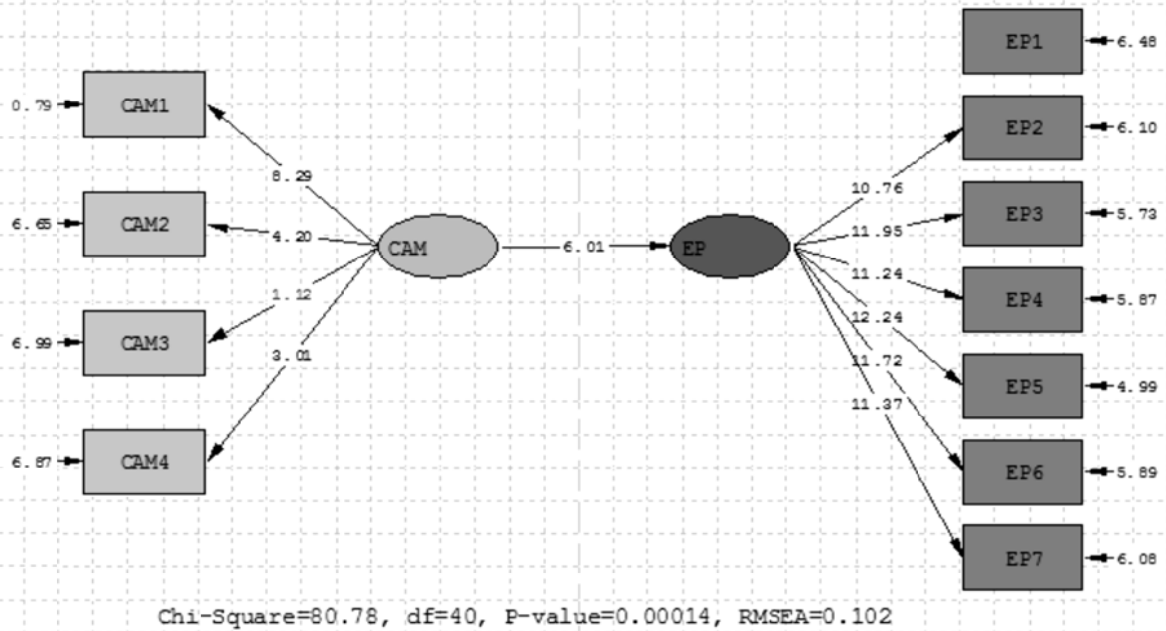 EP1
6.48
0.79
CAM1
EP2
6.10
8.29
10.76
6.65
CAM2
4.20
EP3
5.73
11.95
CAM
6.01
EP
11.24
1.12
EP4
5.87
12.24
6.99
CAM3
3.01
11.72
EP5
4.99
11.37
6.87
CAM4
EP6
5.89
EP7
6.08
Chi-Square=80.78, df=40, P-value=0.00014, RMSEA=0.102